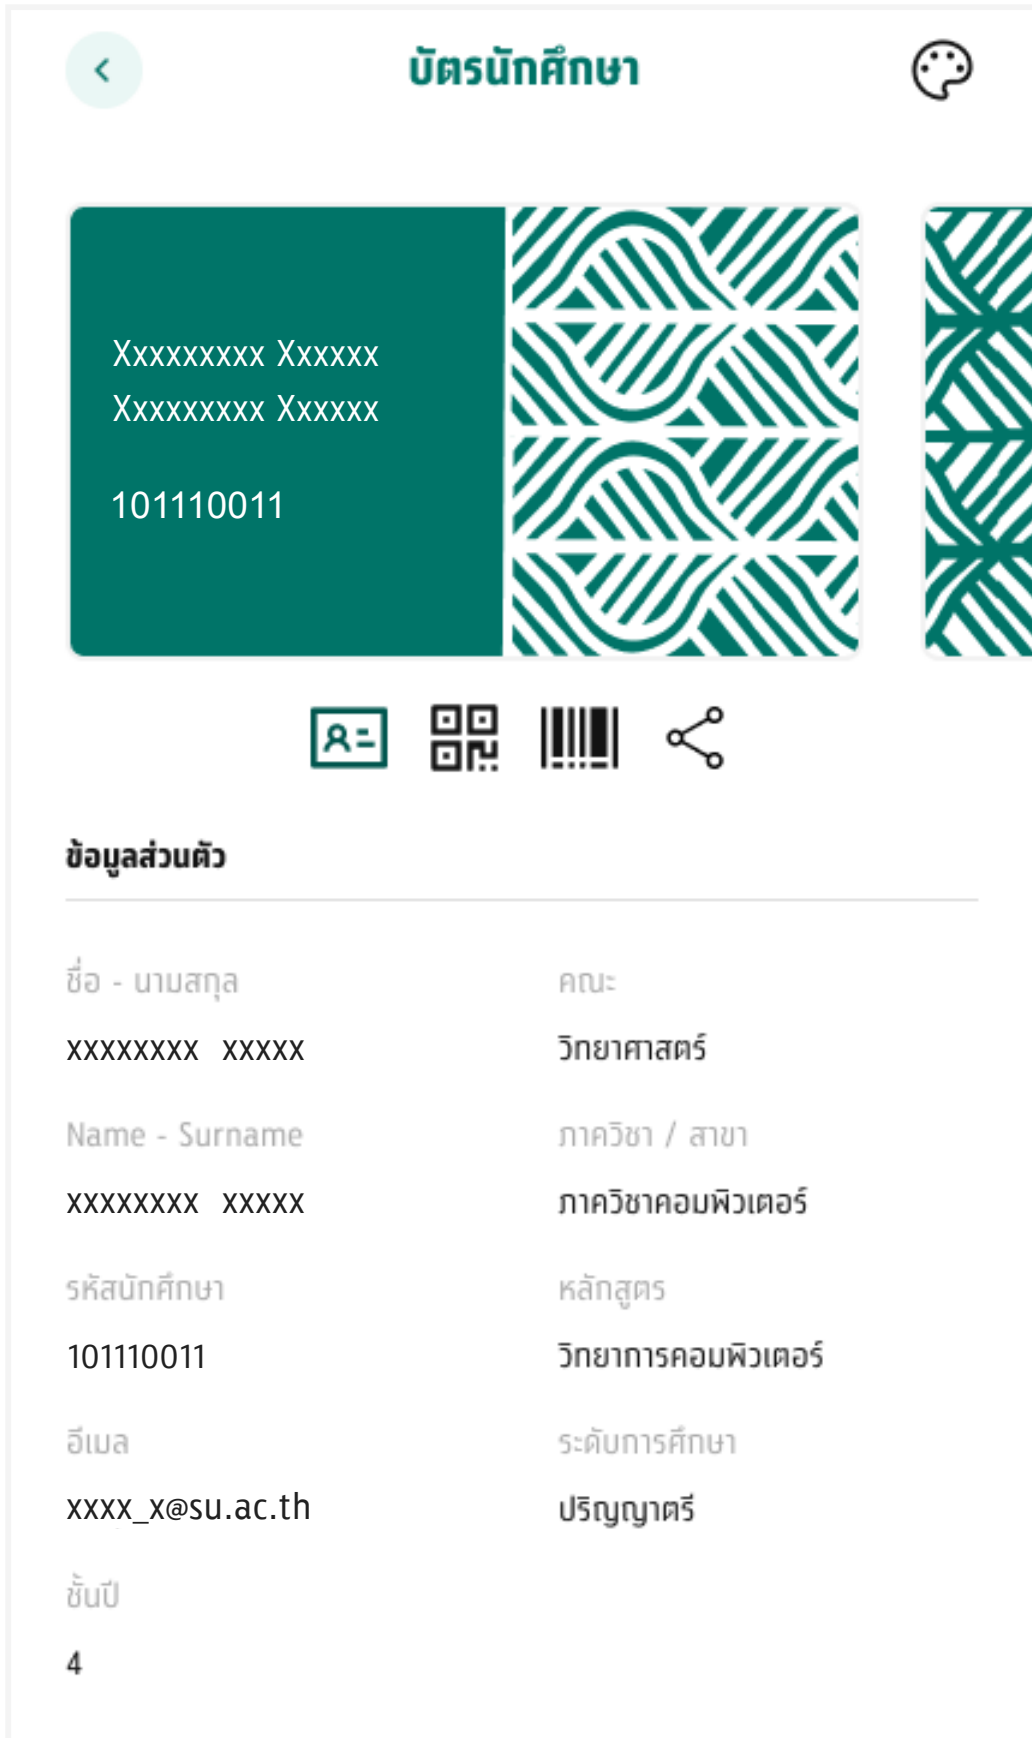 บัตรนักศึกษา
Xxxxxxxxx Xxxxxx
Xxxxxxxxx Xxxxxx
101110011
ข้อมูลส่วนตัว
ชื่อ - นามสกุล
xxxxxxxx xxxxx
Name - Surname
xxxxxxxx xxxxx
รหัสนักศึกษา
101110011
อีเมล
xxxx_x@su.ac.th
ชั้นปี
4
คณะ
วิทยาศาสตร์
ภาควิชา / สาขา
ภาควิชาคอมพิวเตอร์
หลักสูตร
วิทยาการคอมพิวเตอร์
ระดับการศึกษา
ปริญญาตรี